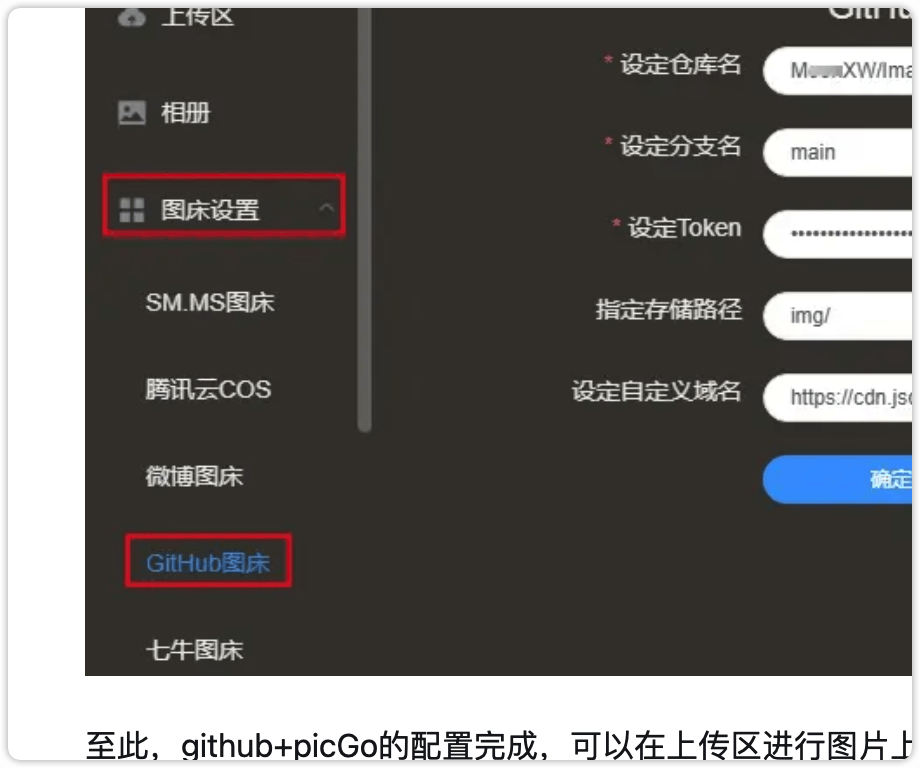 上传区
相册
图床设置
SM.MS图床
腾讯云COS
微博图床
GitHub图床
七牛图床
* 设定仓库名
XW/Ima
* 设定分支名
main
* 设定Token
••••••••••••••••
指定存储路径
img/
设定自定义域名
https://cdn.jsd
确定
至此，github+picGo的配置完成，可以在上传区进行图片上